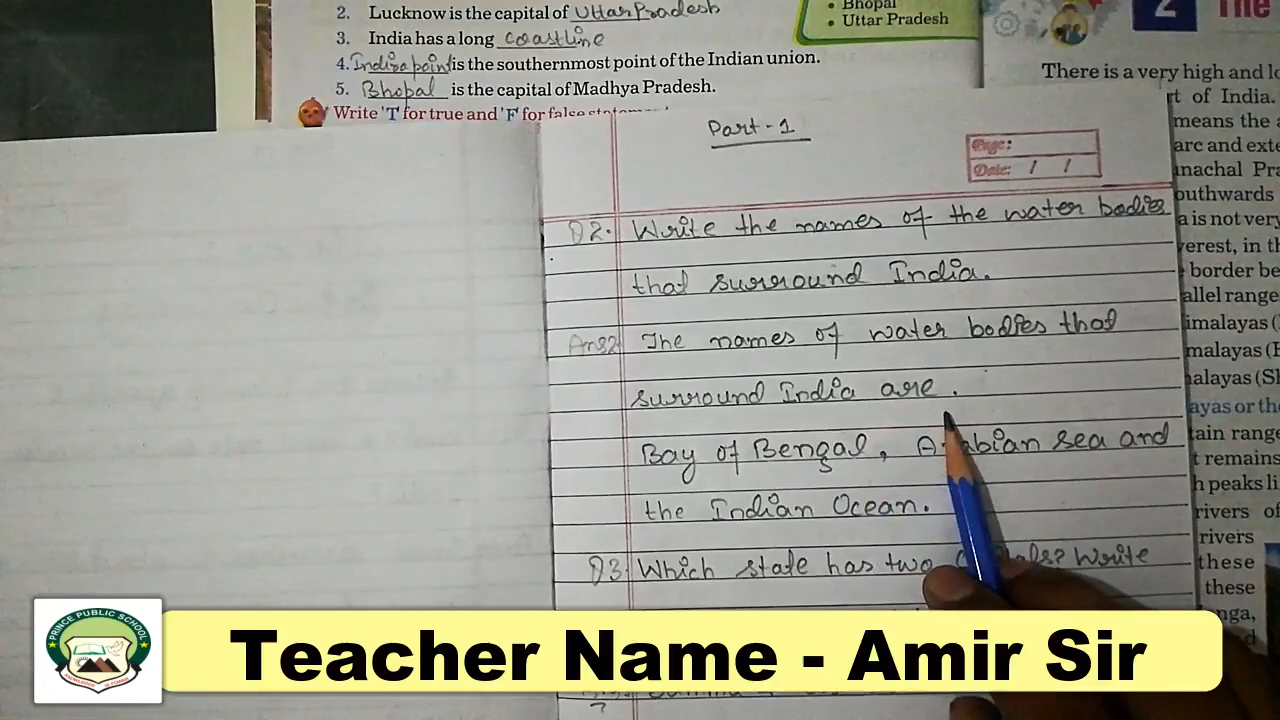 2. Lucknow is the capital of Uttar Pradesh
3. India has a long coastline
4. Indira point is the southernmost point of the Indian union.
5. Bhopal is the capital of Madhya Pradesh.
Write 'T' for true and 'F' for false
• Bhopal
• Uttar Pradesh
2 The
There is a very high and
rt of India.
means the
arc and exte
nachal Pra
outhwards
a is not very
verest, in th
border be
allel range
imalayas (
malayas (H
alayas (Sh
ayas or the
tain range
t remains
h peaks li
rivers of
rivers
these
these
nga,
Part - 1
Page:
Date: / /
Q2. Write the names of the water bodies
that surround India.
Ans2 The names of water bodies that
surround India are.
Bay of Bengal, Arabian sea and
the Indian Ocean.
Q3 Which state has two Write
PRINCE PUBLIC SCHOOL
Teacher Name - Amir Sir